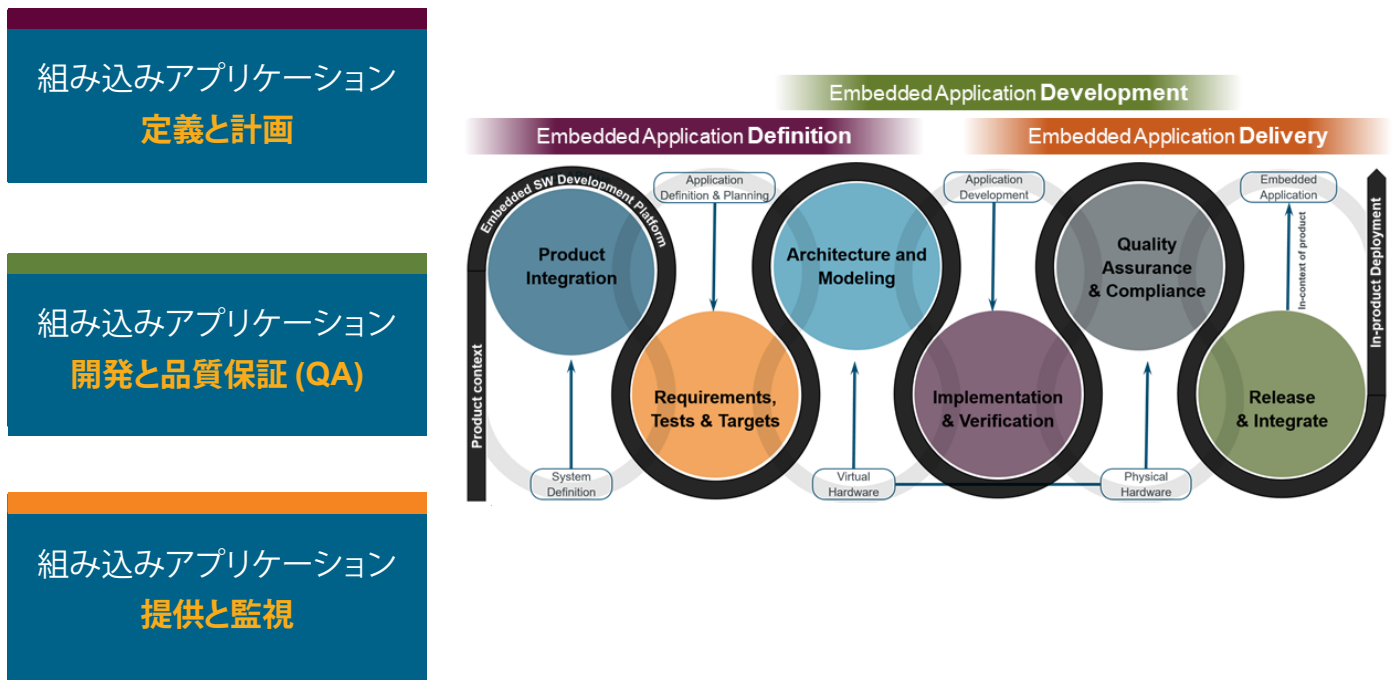 組み込みアプリケーション
定義と計画
組み込みアプリケーション
開発と品質保証 (QA)
組み込みアプリケーション
提供と監視
Embedded Application Development
Embedded Application Definition
Embedded Application Delivery
Embedded SW Development Platform
Product context
Product
Integration
System
Definition
Application
Definition & Planning
Requirements,
Tests & Targets
Architecture and
Modeling
Virtual
Hardware
Application
Development
Implementation
& Verification
Quality
Assurance
& Compliance
Physical
Hardware
Embedded
Application
In-context of product
Release
& Integrate
In-product Deployment